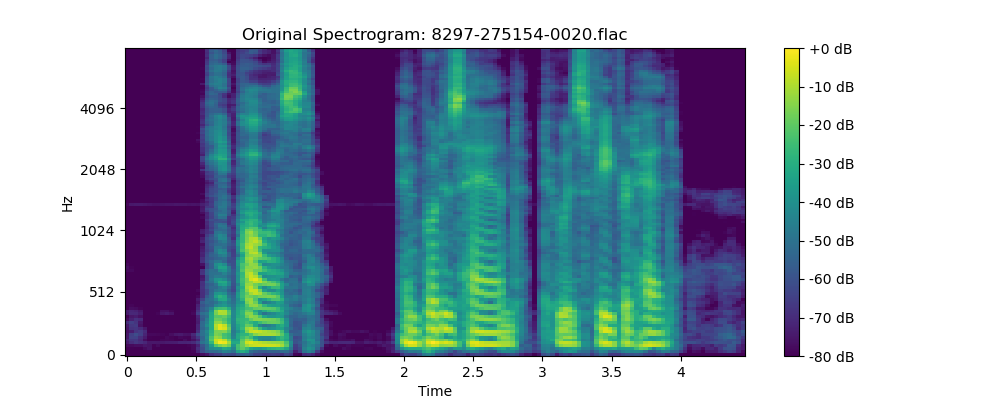 Original Spectrogram: 8297-275154-0020.flac
Hz
4096
2048
1024
512
0
0 0.5 1 1.5 2 2.5 3 3.5 4
Time
+0 dB
-10 dB
-20 dB
-30 dB
-40 dB
-50 dB
-60 dB
-70 dB
-80 dB